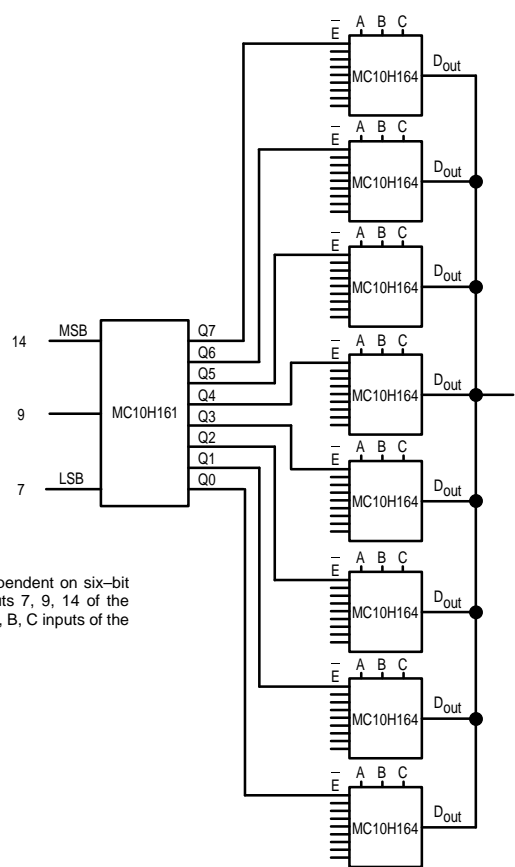 E A B C
MC10H164
Dout
E A B C
MC10H164
Dout
E A B C
MC10H164
Dout
E A B C
MC10H164
Dout
E A B C
MC10H164
Dout
E A B C
MC10H164
Dout
E A B C
MC10H164
Dout
E A B C
MC10H164
Dout
14 MSB
9
7 LSB
MC10H161
Q7
Q6
Q5
Q4
Q3
Q2
Q1
Q0
pendent on six–bit
uts 7, 9, 14 of the
, B, C inputs of the